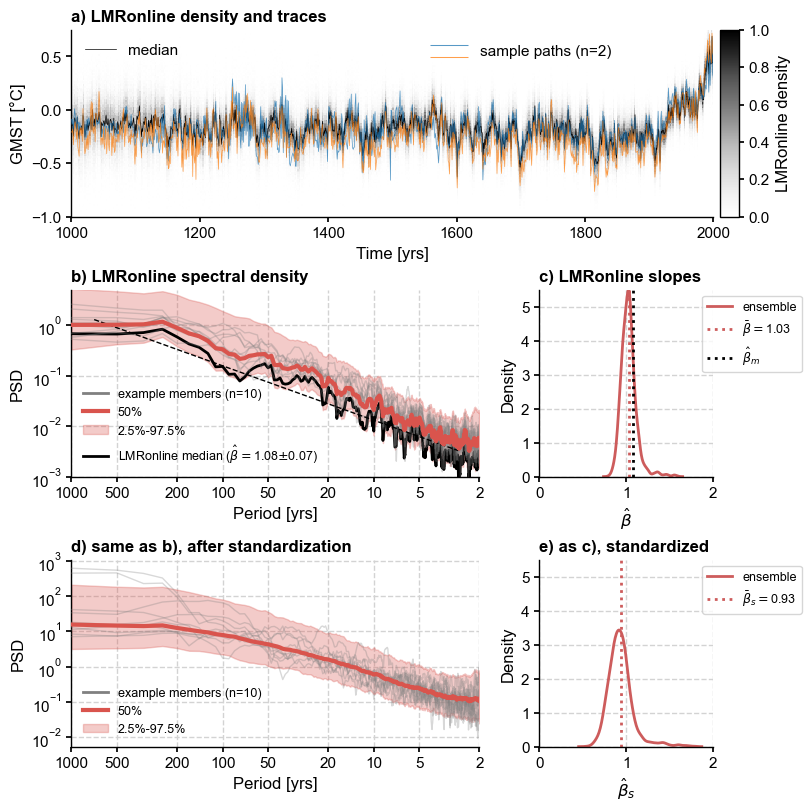 a) LMRonline density and traces
median
sample paths (n=2)
GMST [°C]
0.5
0.0
−0.5
−1.0
1000
1200
1400
1600
1800
2000
Time [yrs]
1.0
0.8
0.6
0.4
0.2
0.0
LMRonline density
b) LMRonline spectral density
PSD
10⁰
10⁻¹
10⁻²
10⁻³
example members (n=10)
50%
2.5%-97.5%
LMRonline median (β̂ = 1.08±0.07)
1000
500
200
100
50
20
10
5
2
Period [yrs]
c) LMRonline slopes
Density
5
4
3
2
1
0
ensemble
β̄̂ = 1.03
β̂ₘ
0
1
2
β̂
d) same as b), after standardization
PSD
10³
10²
10¹
10⁰
10⁻¹
10⁻²
example members (n=10)
50%
2.5%-97.5%
1000
500
200
100
50
20
10
5
2
Period [yrs]
e) as c), standardized
Density
5
4
3
2
1
0
ensemble
β̄̂ₛ = 0.93
0
1
2
β̂ₛ